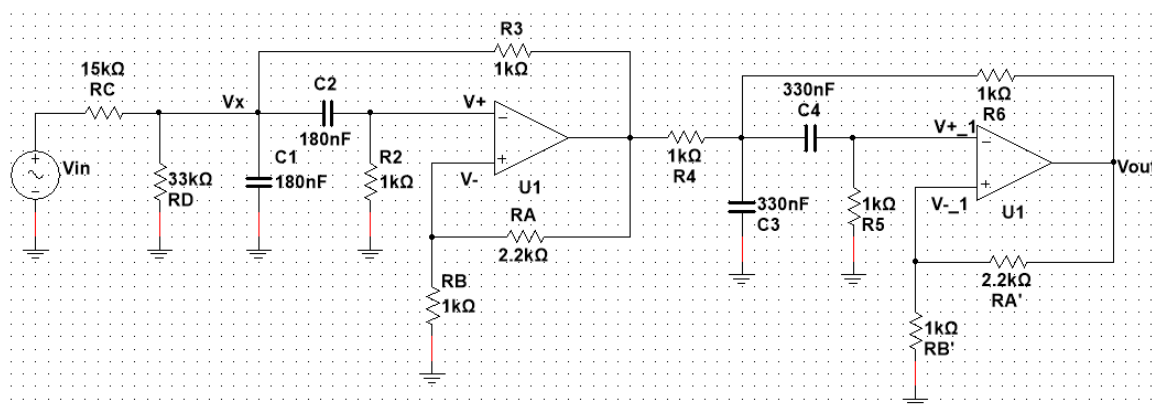 R3
1kΩ
15kΩ
RC
C2
180nF
Vx
V+
Vin
33kΩ
RD
C1
180nF
R2
1kΩ
V-
U1
RA
2.2kΩ
RB
1kΩ
1kΩ
R4
330nF
C4
1kΩ
R6
V+_1
330nF
C3
1kΩ
R5
V-_1
U1
Vout
2.2kΩ
RA'
1kΩ
RB'